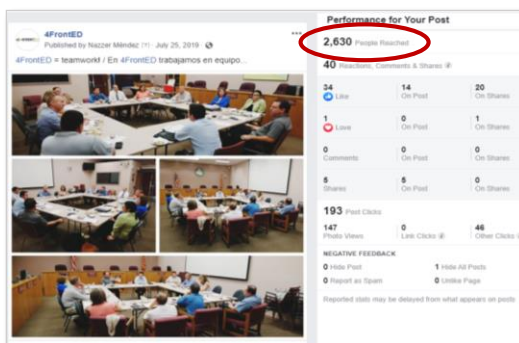 4FrontED
Published by Nazzer Méndez · July 25, 2019 ·
4FrontED = teamwork! / En 4FrontED trabajamos en equipo...
Performance for Your Post
2,630 People Reached
40 Reactions, Comments & Shares
34 Like
14 On Post
20 On Shares
1 Love
0 On Post
1 On Shares
0 Comments
0 On Post
0 On Shares
5 Shares
5 On Post
0 On Shares
193 Post Clicks
147 Photo Views
0 Link Clicks
46 Other Clicks
NEGATIVE FEEDBACK
0 Hide Post
1 Hide All Posts
0 Report as Spam
0 Unlike Page
Reported stats may be delayed from what appears on posts